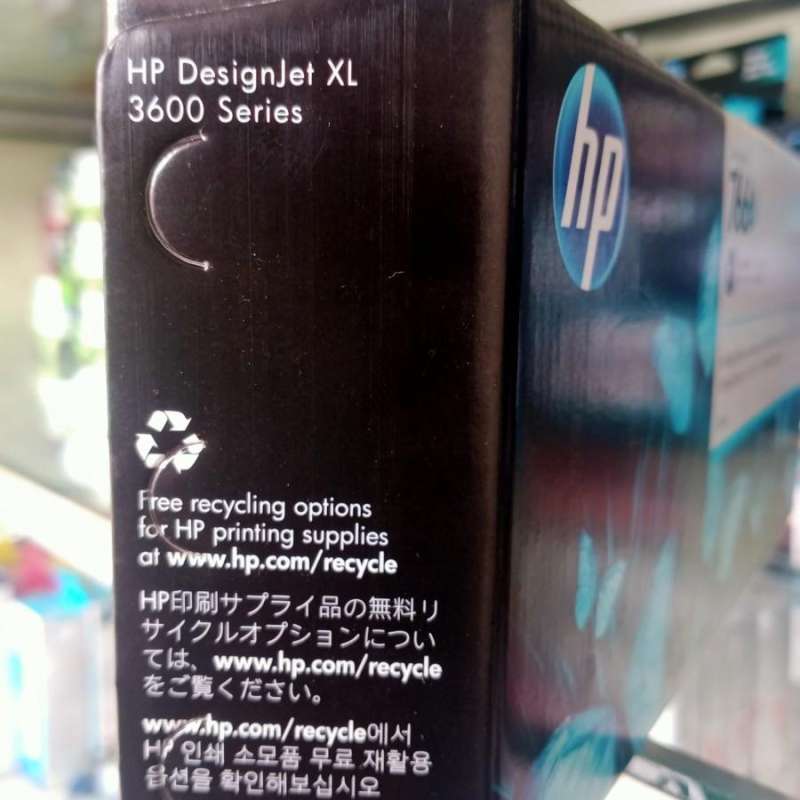 HP DesignJet XL
3600 Series
Free recycling options
for HP printing supplies
at www.hp.com/recycle
HP印刷サプライ品の無料リ
サイクルオプションについ
ては、www.hp.com/recycle
をご覧ください。
www.hp.com/recycle에서
HP 인쇄 소모품 무료 재활용
옵션을 확인해보십시오
hp